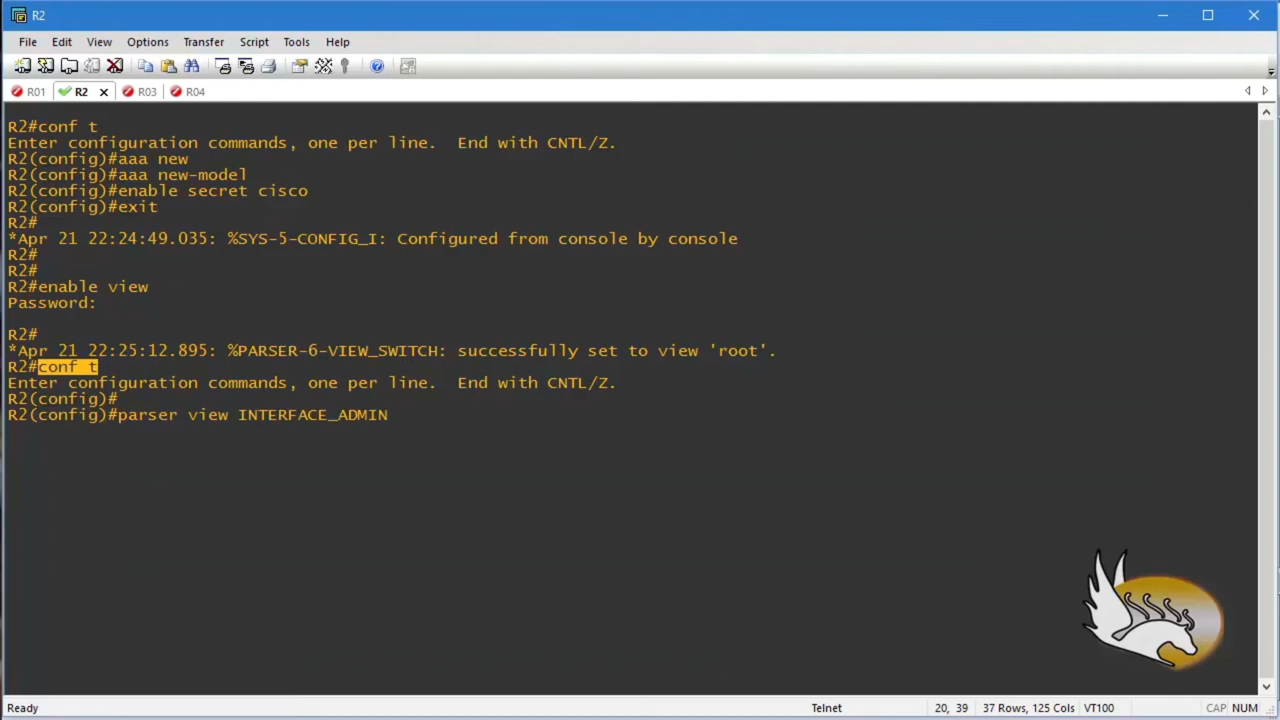 R2
File Edit View Options Transfer Script Tools Help
R01 R2 R03 R04
R2#conf t
Enter configuration commands, one per line.  End with CNTL/Z.
R2(config)#aaa new
R2(config)#aaa new-model
R2(config)#enable secret cisco
R2(config)#exit
R2#
*Apr 21 22:24:49.035: %SYS-5-CONFIG_I: Configured from console by console
R2#
R2#
R2#enable view
Password:
R2#
*Apr 21 22:25:12.895: %PARSER-6-VIEW_SWITCH: successfully set to view 'root'.
R2#conf t
Enter configuration commands, one per line.  End with CNTL/Z.
R2(config)#
R2(config)#parser view INTERFACE_ADMIN
Ready Telnet 20, 39 37 Rows, 125 Cols VT100 CAP NUM